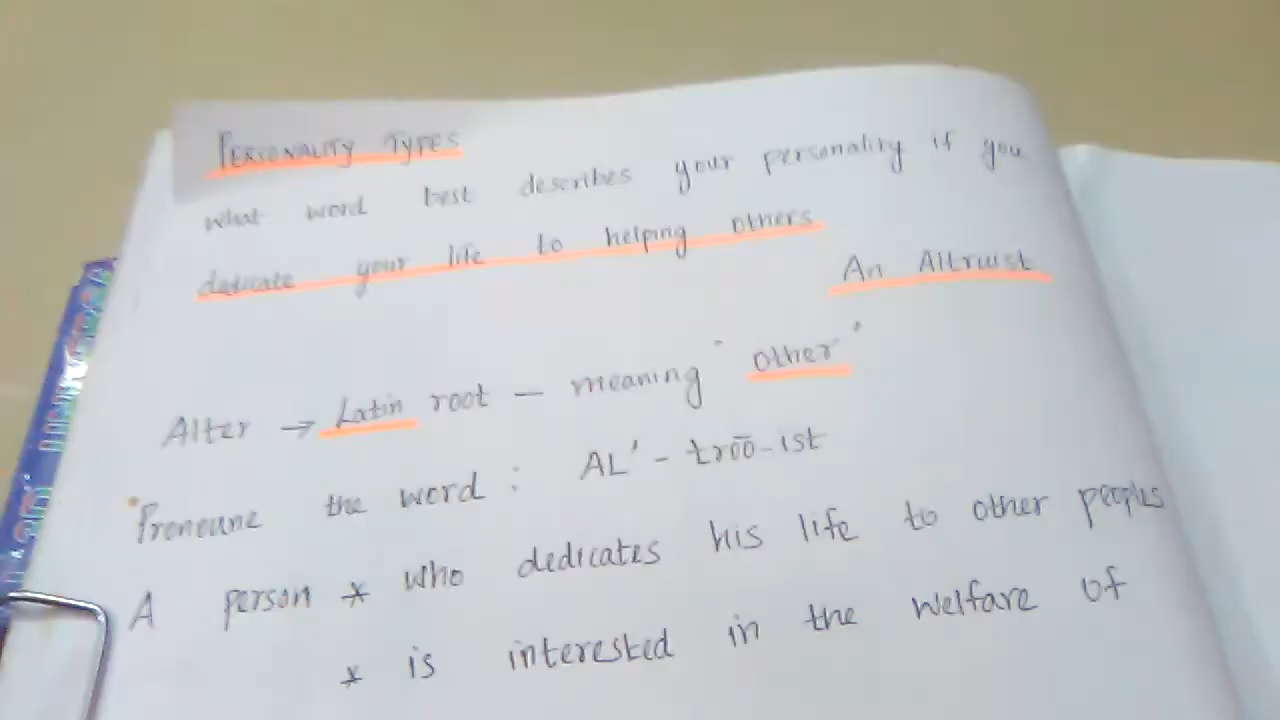 PERSONALITY TYPES
what word best describes your personality if you
dedicate your life to helping others
An Altruist
Alter → Latin root — meaning "other"
Pronoune the word : AL' - trōō-ist
A person * who dedicates his life to other peoples
* is interested in the welfare of